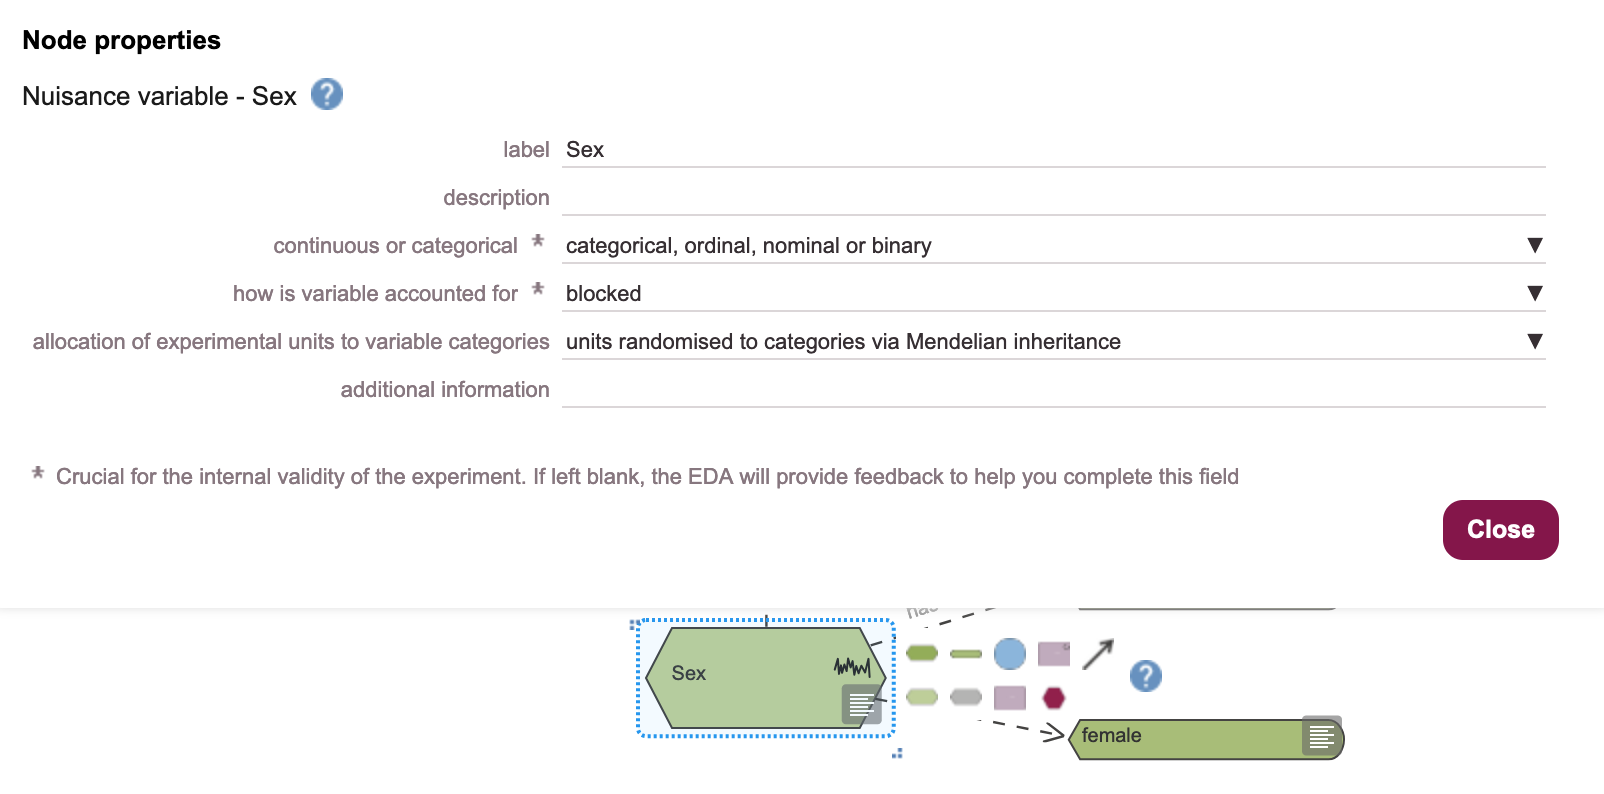 Node properties
Nuisance variable - Sex ?
label Sex
description
continuous or categorical * categorical, ordinal, nominal or binary ▼
how is variable accounted for * blocked ▼
allocation of experimental units to variable categories units randomised to categories via Mendelian inheritance ▼
additional information
* Crucial for the internal validity of the experiment. If left blank, the EDA will provide feedback to help you complete this field
Close
has
Sex
?
female